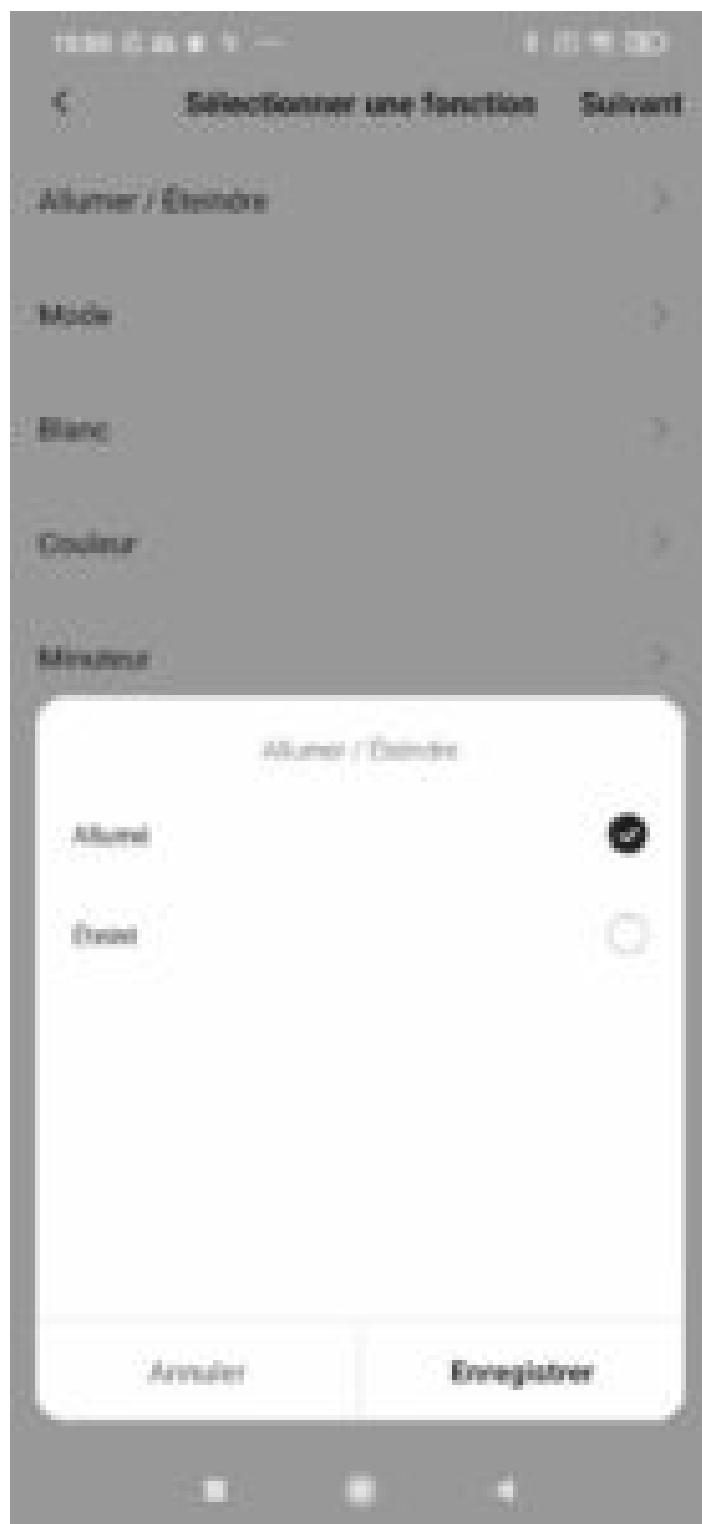 Sélectionner une fonction Suivant
Allumer / Éteindre
Mode
Blanc
Couleur
Minuteur
Allumer / Éteindre
Allumé
Éteint
Annuler Enregistrer